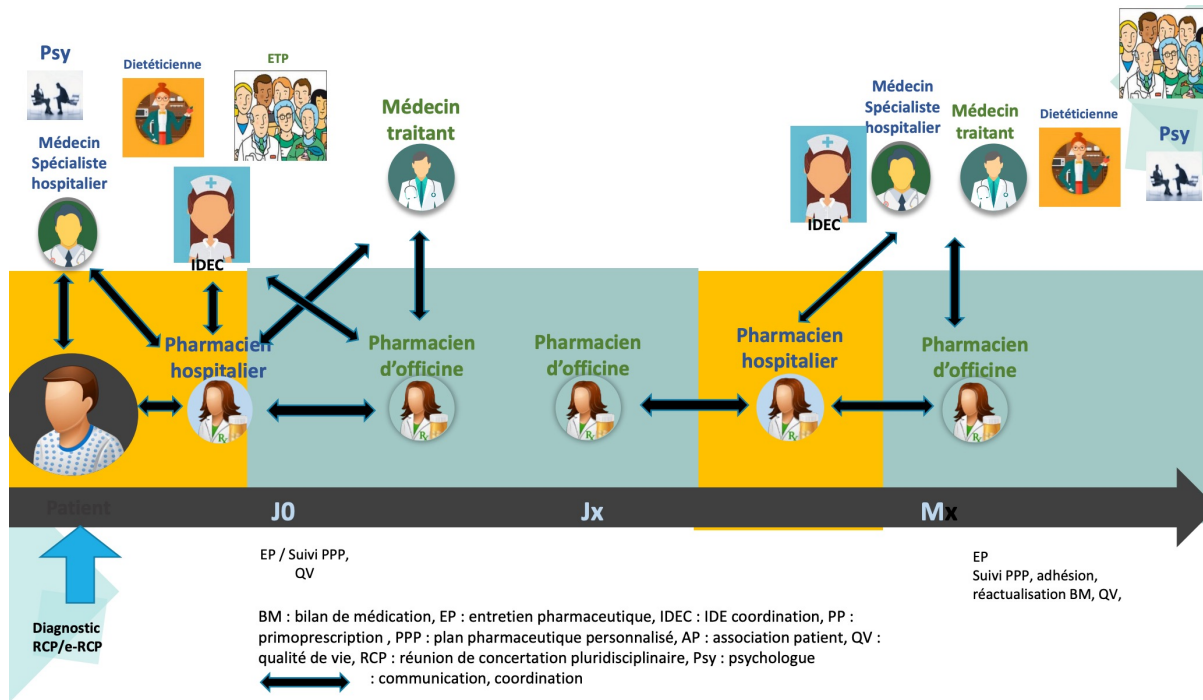 Psy
Dietéticienne
ETP
Médecin
Spécialiste
hospitalier
IDEC
Médecin
traitant
IDEC
Médecin
Spécialiste
hospitalier
Médecin
traitant
Dietéticienne
Psy
Pharmacien
hospitalier
Pharmacien
d'officine
Pharmacien
d'officine
Pharmacien
hospitalier
Pharmacien
d'officine
Patient
J0
Jx
Mx
Diagnostic
RCP/e-RCP
EP / Suivi PPP,
QV
EP
Suivi PPP, adhésion,
réactualisation BM, QV,
BM : bilan de médication, EP : entretien pharmaceutique, IDEC : IDE coordination, PP :
primoprescription , PPP : plan pharmaceutique personnalisé, AP : association patient, QV :
qualité de vie, RCP : réunion de concertation pluridisciplinaire, Psy : psychologue
: communication, coordination